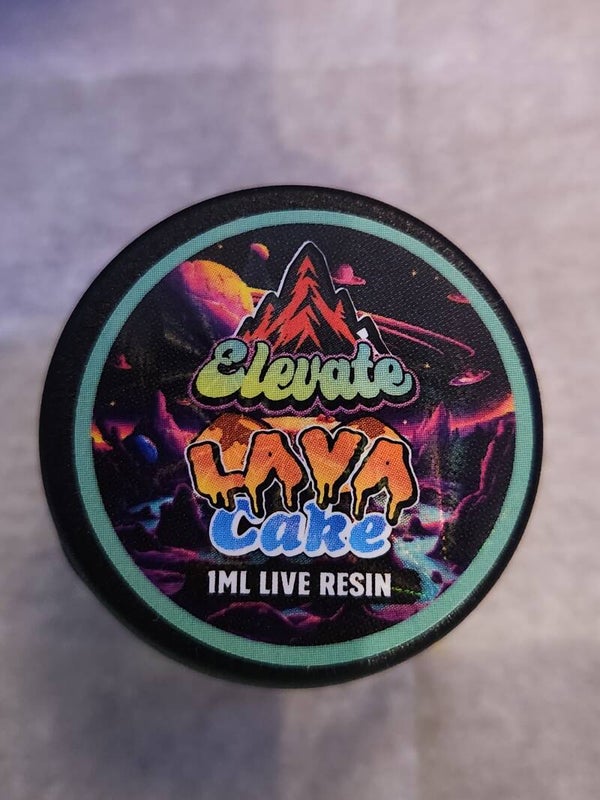 Elevate
LAVA
Cake
1ML LIVE RESIN